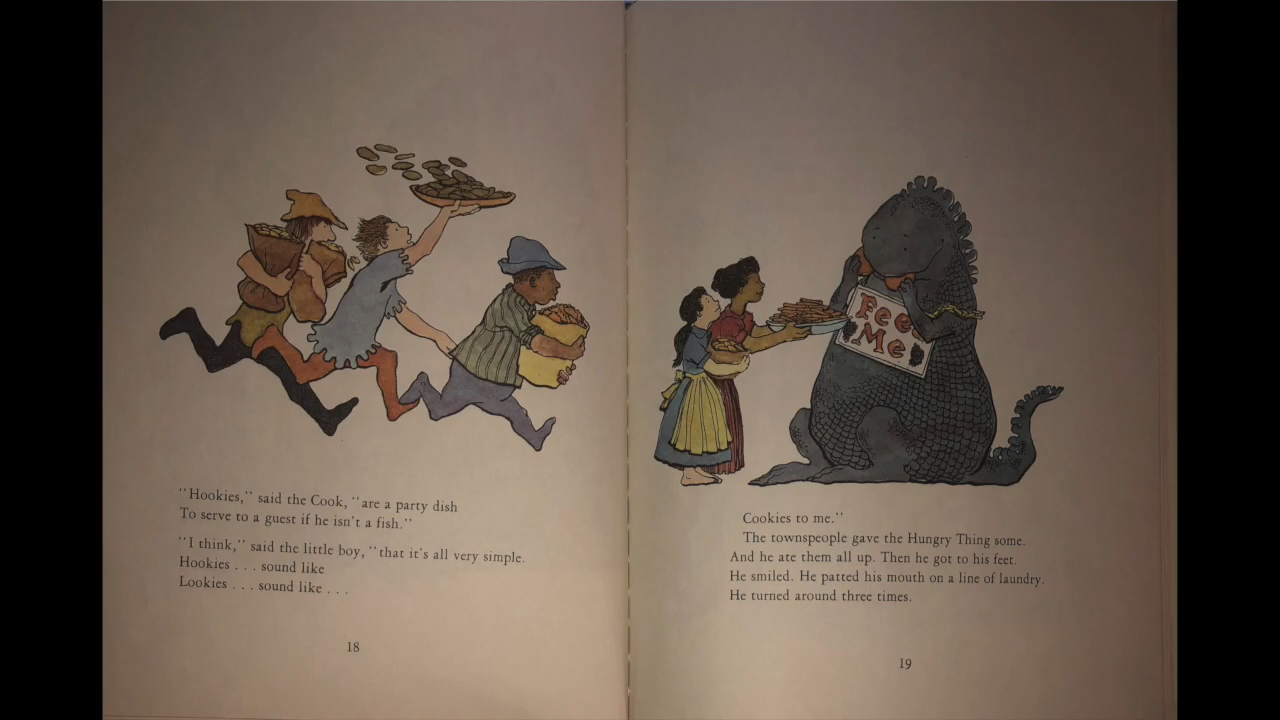 "Hookies," said the Cook, "are a party dish
To serve to a guest if he isn't a fish."
"I think," said the little boy, "that it's all very simple.
Hookies . . . sound like
Lookies . . . sound like . . .
18
Fee
Me
Cookies to me."
The townspeople gave the Hungry Thing some.
And he ate them all up. Then he got to his feet.
He smiled. He patted his mouth on a line of laundry.
He turned around three times.
19